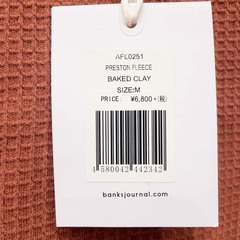 AFL0251
PRESTON FLEECE
BAKED CLAY
SIZE:M
PRICE: ¥6,800+(税)
4 580042 442342
banksjournal.com